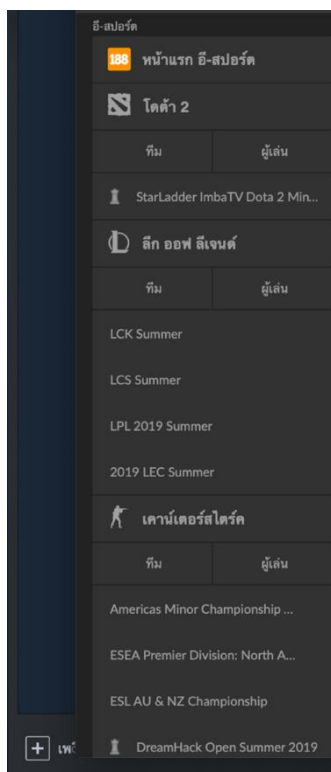 อี-สปอร์ต
188 หน้าแรก อี-สปอร์ต
โดต้า 2
ทีม ผู้เล่น
StarLadder ImbaTV Dota 2 Min...
ลีก ออฟ ลีเจนด์
ทีม ผู้เล่น
LCK Summer
LCS Summer
LPL 2019 Summer
2019 LEC Summer
เคาน์เตอร์สไตร์ค
ทีม ผู้เล่น
Americas Minor Championship ...
ESEA Premier Division: North A...
ESL AU & NZ Championship
DreamHack Open Summer 2019